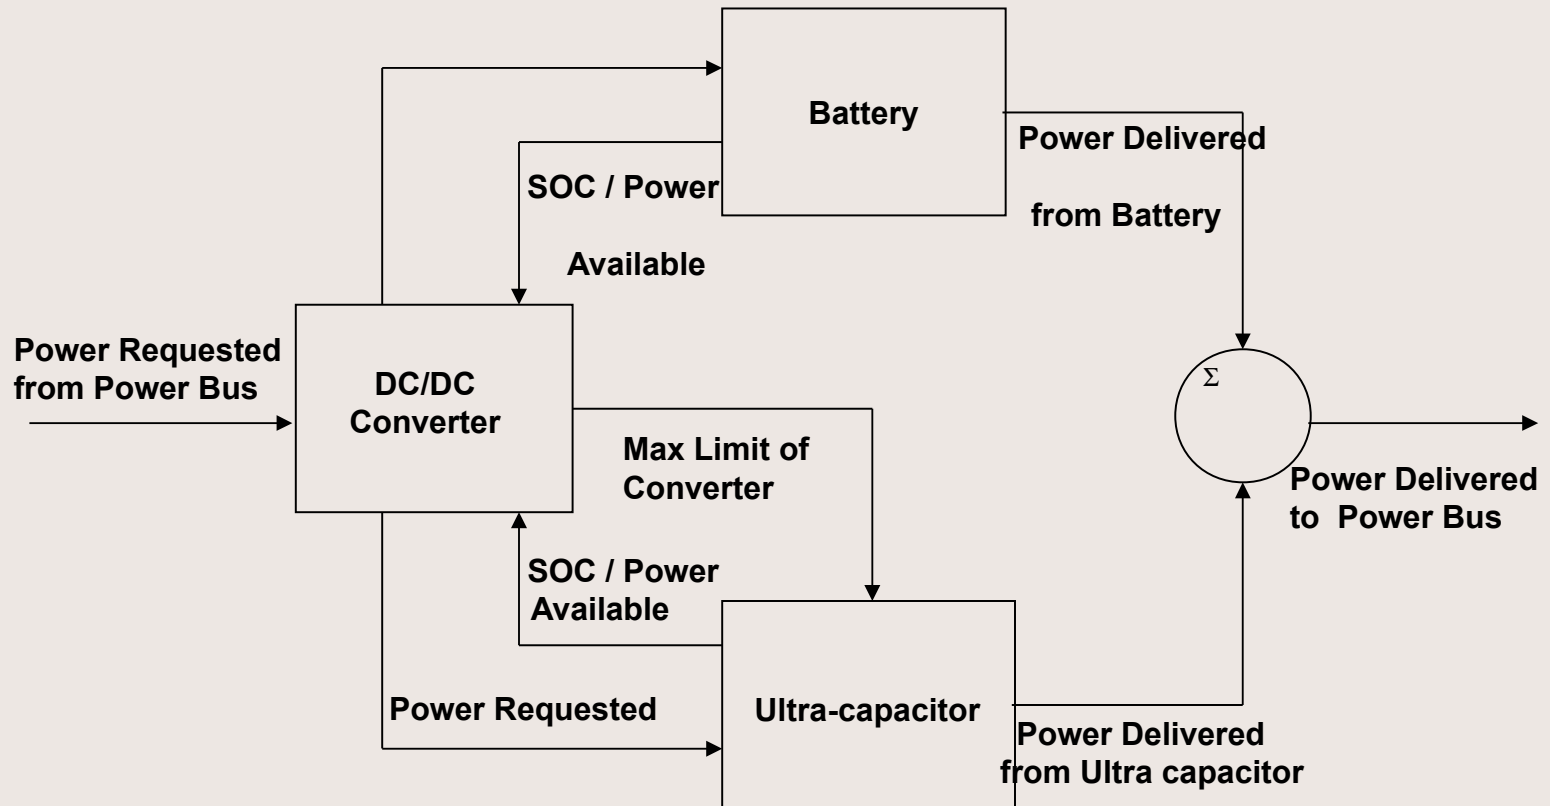 Battery
Power Delivered
from Battery
SOC / Power
Available
Power Requested
from Power Bus
DC/DC
Converter
Σ
Max Limit of
Converter
Power Delivered
to Power Bus
SOC / Power
Available
Power Requested
Ultra-capacitor
Power Delivered
from Ultra capacitor